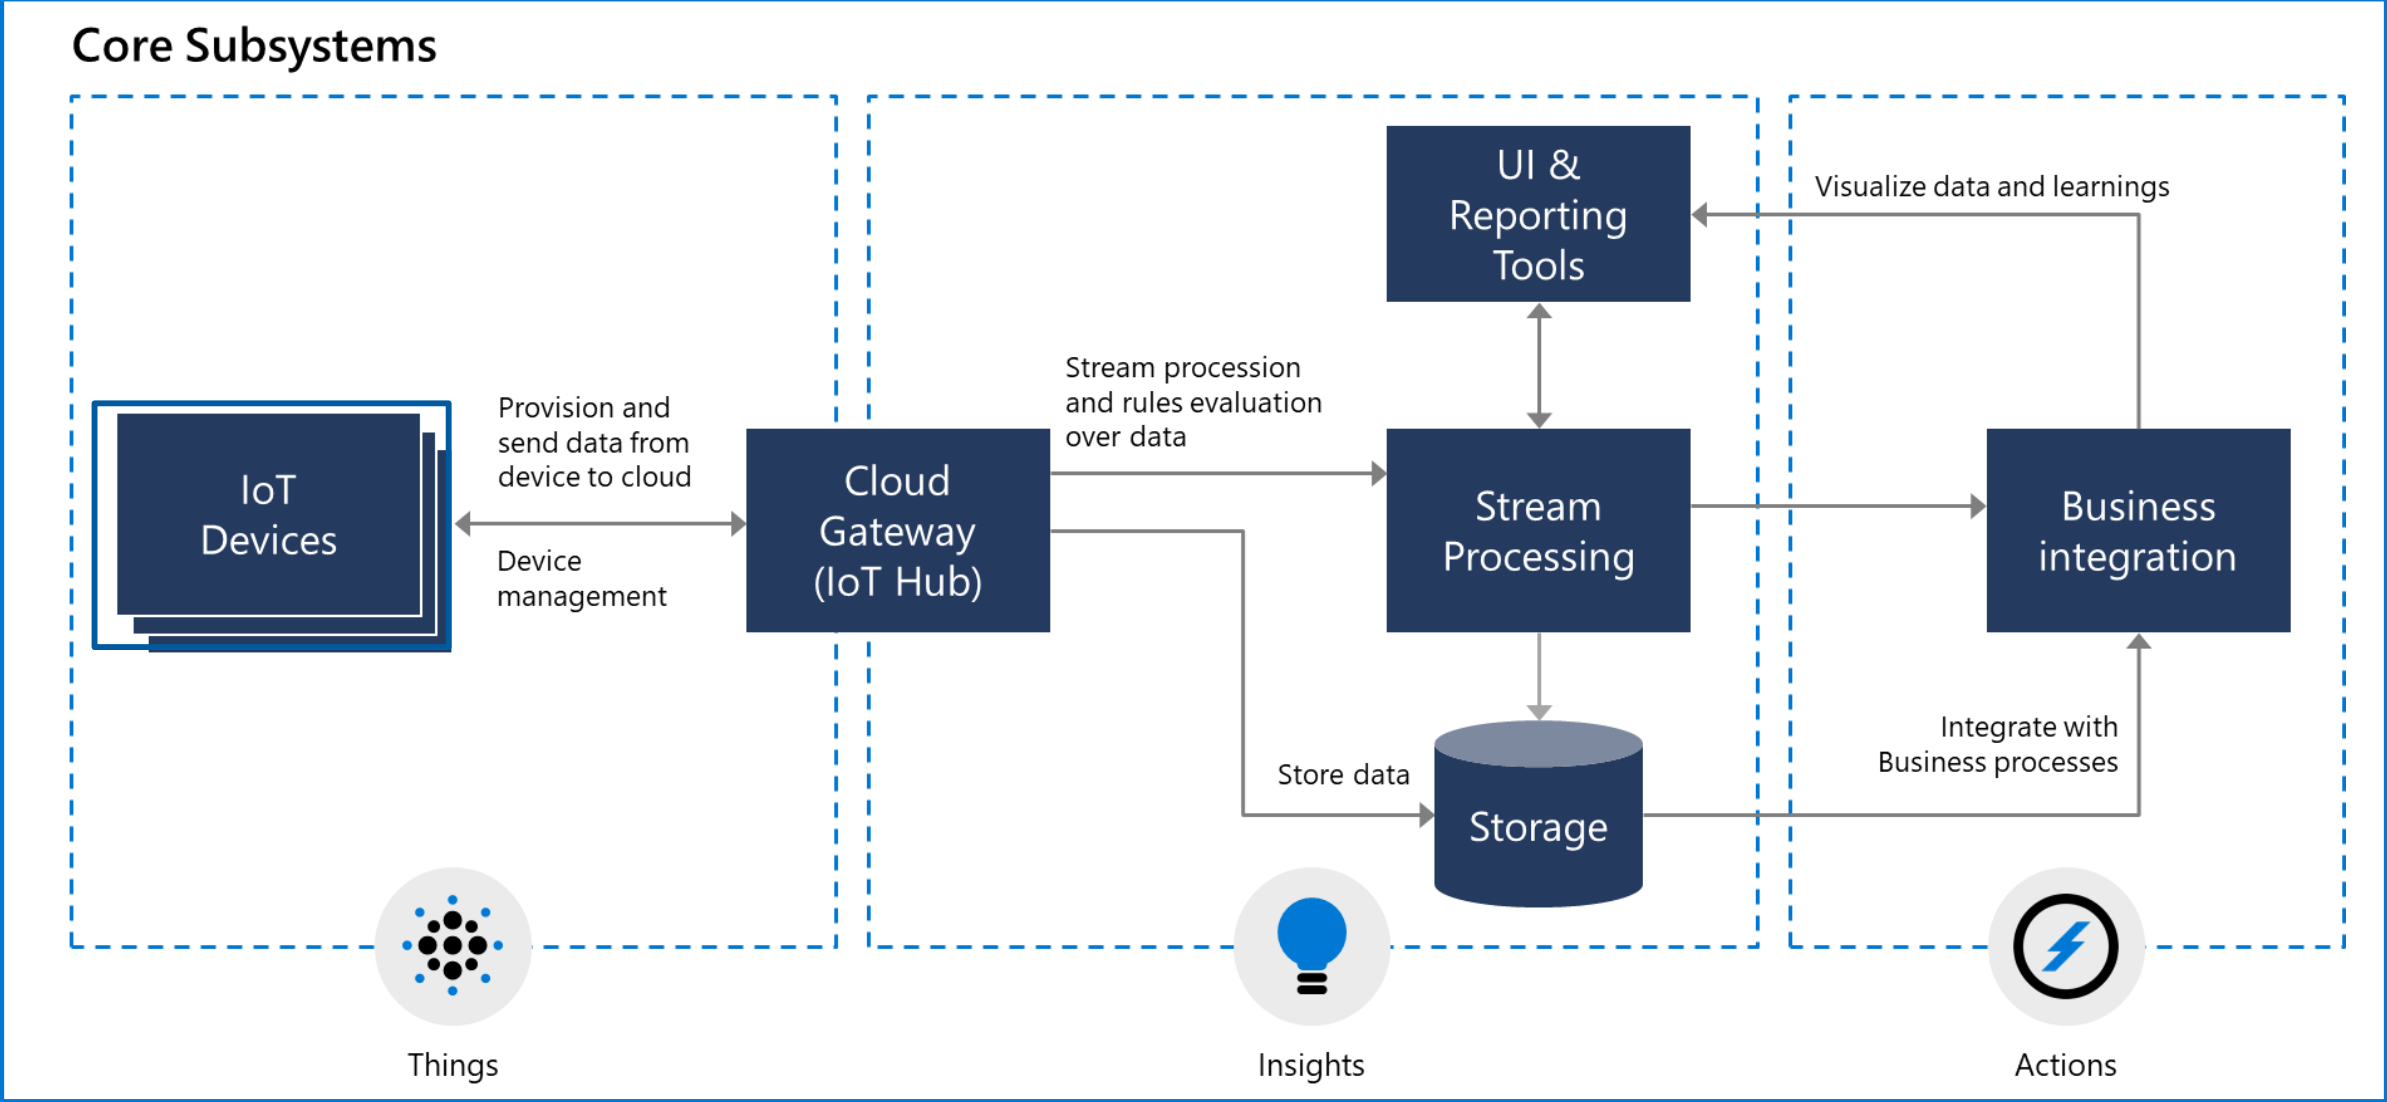 Core Subsystems
IoT
Devices
Provision and
send data from
device to cloud
Device
management
Cloud
Gateway
(IoT Hub)
Stream procession
and rules evaluation
over data
Store data
UI &
Reporting
Tools
Stream
Processing
Storage
Visualize data and learnings
Business
integration
Integrate with
Business processes
Things
Insights
Actions